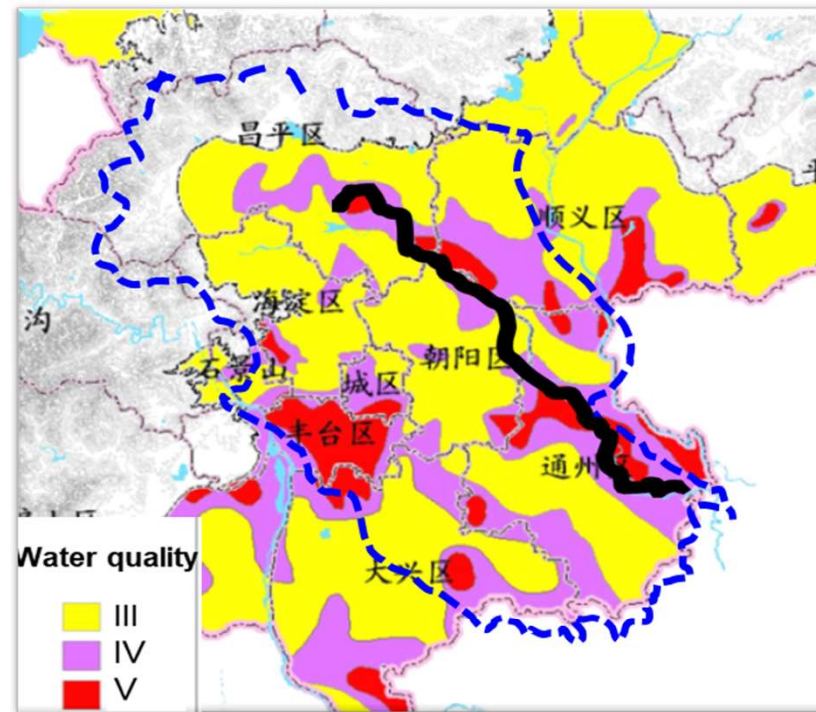 昌平区
顺义区
海淀区
沟
石景山
城区
朝阳区
丰台区
通州区
大兴区
Water quality
III
IV
V